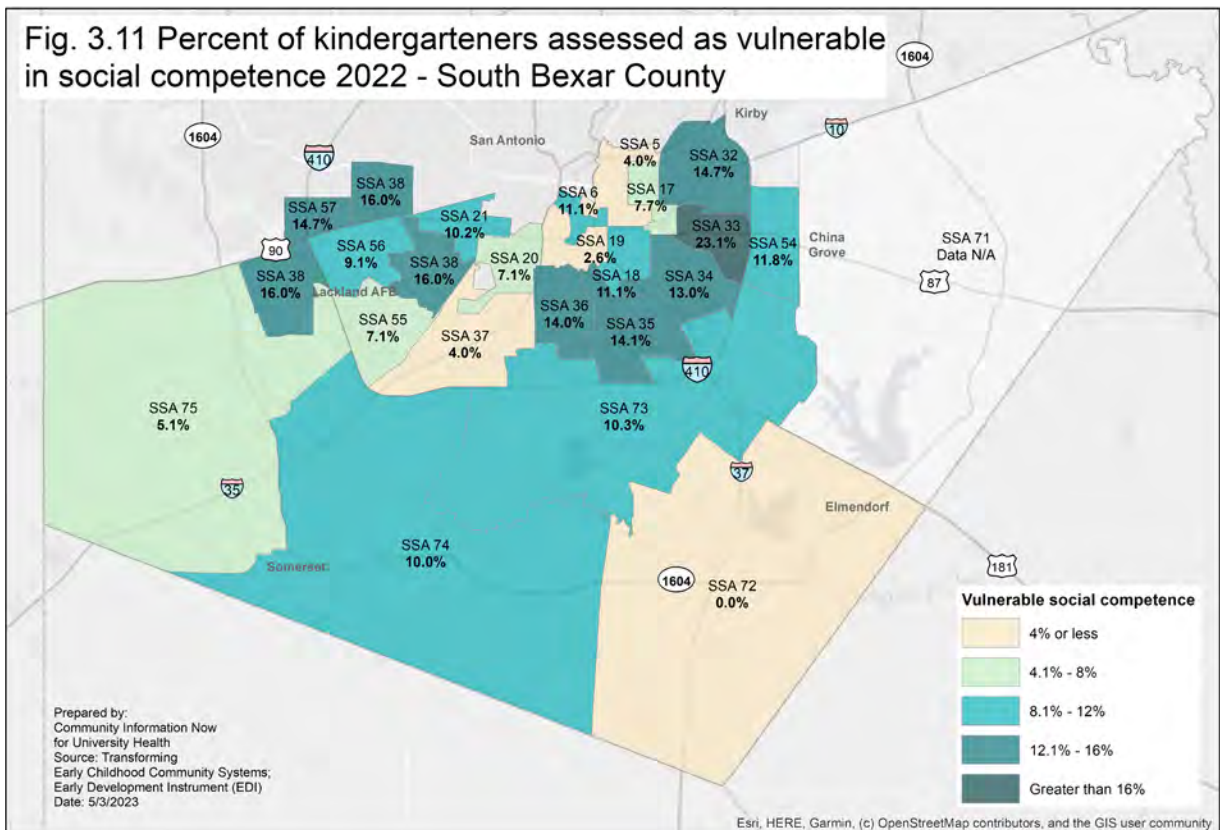 Fig. 3.11 Percent of kindergarteners assessed as vulnerable
in social competence 2022 - South Bexar County
1604
1604
410
San Antonio
Kirby
10
SSA 5
4.0%
SSA 32
14.7%
SSA 38
16.0%
SSA 6
11.1%
SSA 17
7.7%
SSA 57
14.7%
SSA 21
10.2%
SSA 33
23.1%
90
SSA 56
9.1%
SSA 38
16.0%
SSA 20
7.1%
SSA 19
2.6%
SSA 54
11.8%
China
Grove
SSA 71
Data N/A
87
SSA 38
16.0%
Lackland AFB
SSA 18
11.1%
SSA 34
13.0%
SSA 55
7.1%
SSA 37
4.0%
SSA 36
14.0%
SSA 35
14.1%
410
SSA 75
5.1%
SSA 73
10.3%
35
37
Elmendorf
SSA 74
10.0%
Somerset
1604
SSA 72
0.0%
181
Vulnerable social competence
4% or less
4.1% - 8%
8.1% - 12%
12.1% - 16%
Greater than 16%
Prepared by:
Community Information Now
for University Health
Source: Transforming
Early Childhood Community Systems;
Early Development Instrument (EDI)
Date: 5/3/2023
Esri, HERE, Garmin, (c) OpenStreetMap contributors, and the GIS user community